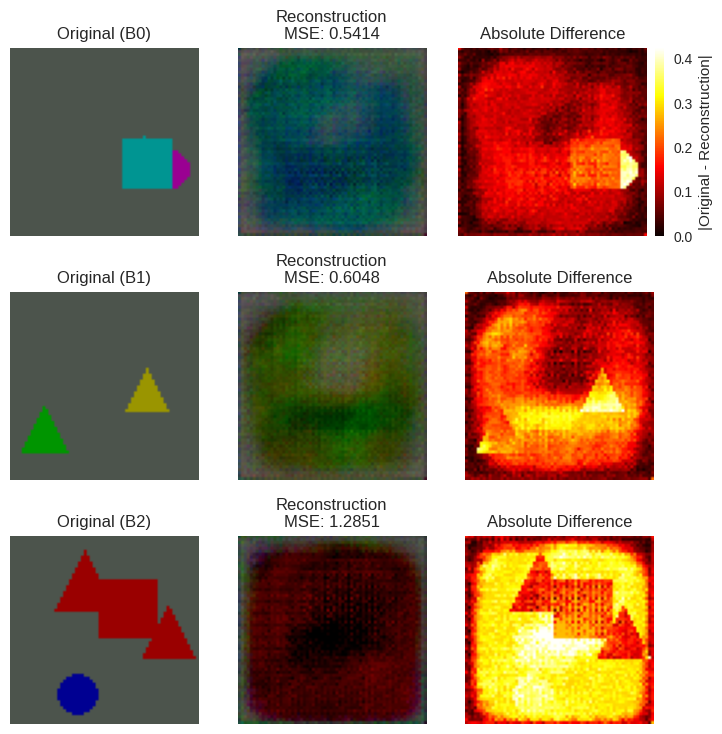 Original (B0)
Reconstruction
MSE: 0.5414
Absolute Difference
0.4
0.3
0.2
0.1
0.0
|Original - Reconstruction|
Original (B1)
Reconstruction
MSE: 0.6048
Absolute Difference
Original (B2)
Reconstruction
MSE: 1.2851
Absolute Difference